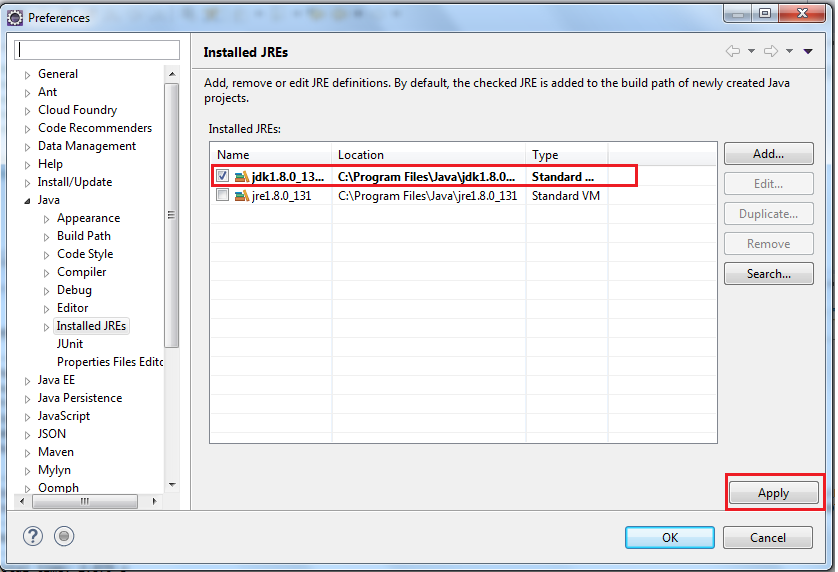 Preferences
Installed JREs
Add, remove or edit JRE definitions. By default, the checked JRE is added to the build path of newly created Java
projects.
Installed JREs:
Name Location Type
jdk1.8.0_13... C:\Program Files\Java\jdk1.8.0... Standard ...
jre1.8.0_131 C:\Program Files\Java\jre1.8.0_131 Standard VM
General
Ant
Cloud Foundry
Code Recommenders
Data Management
Help
Install/Update
Java
Appearance
Build Path
Code Style
Compiler
Debug
Editor
Installed JREs
JUnit
Properties Files Edito
Java EE
Java Persistence
JavaScript
JSON
Maven
Mylyn
Oomph
Add...
Edit...
Duplicate...
Remove
Search...
Apply
OK
Cancel